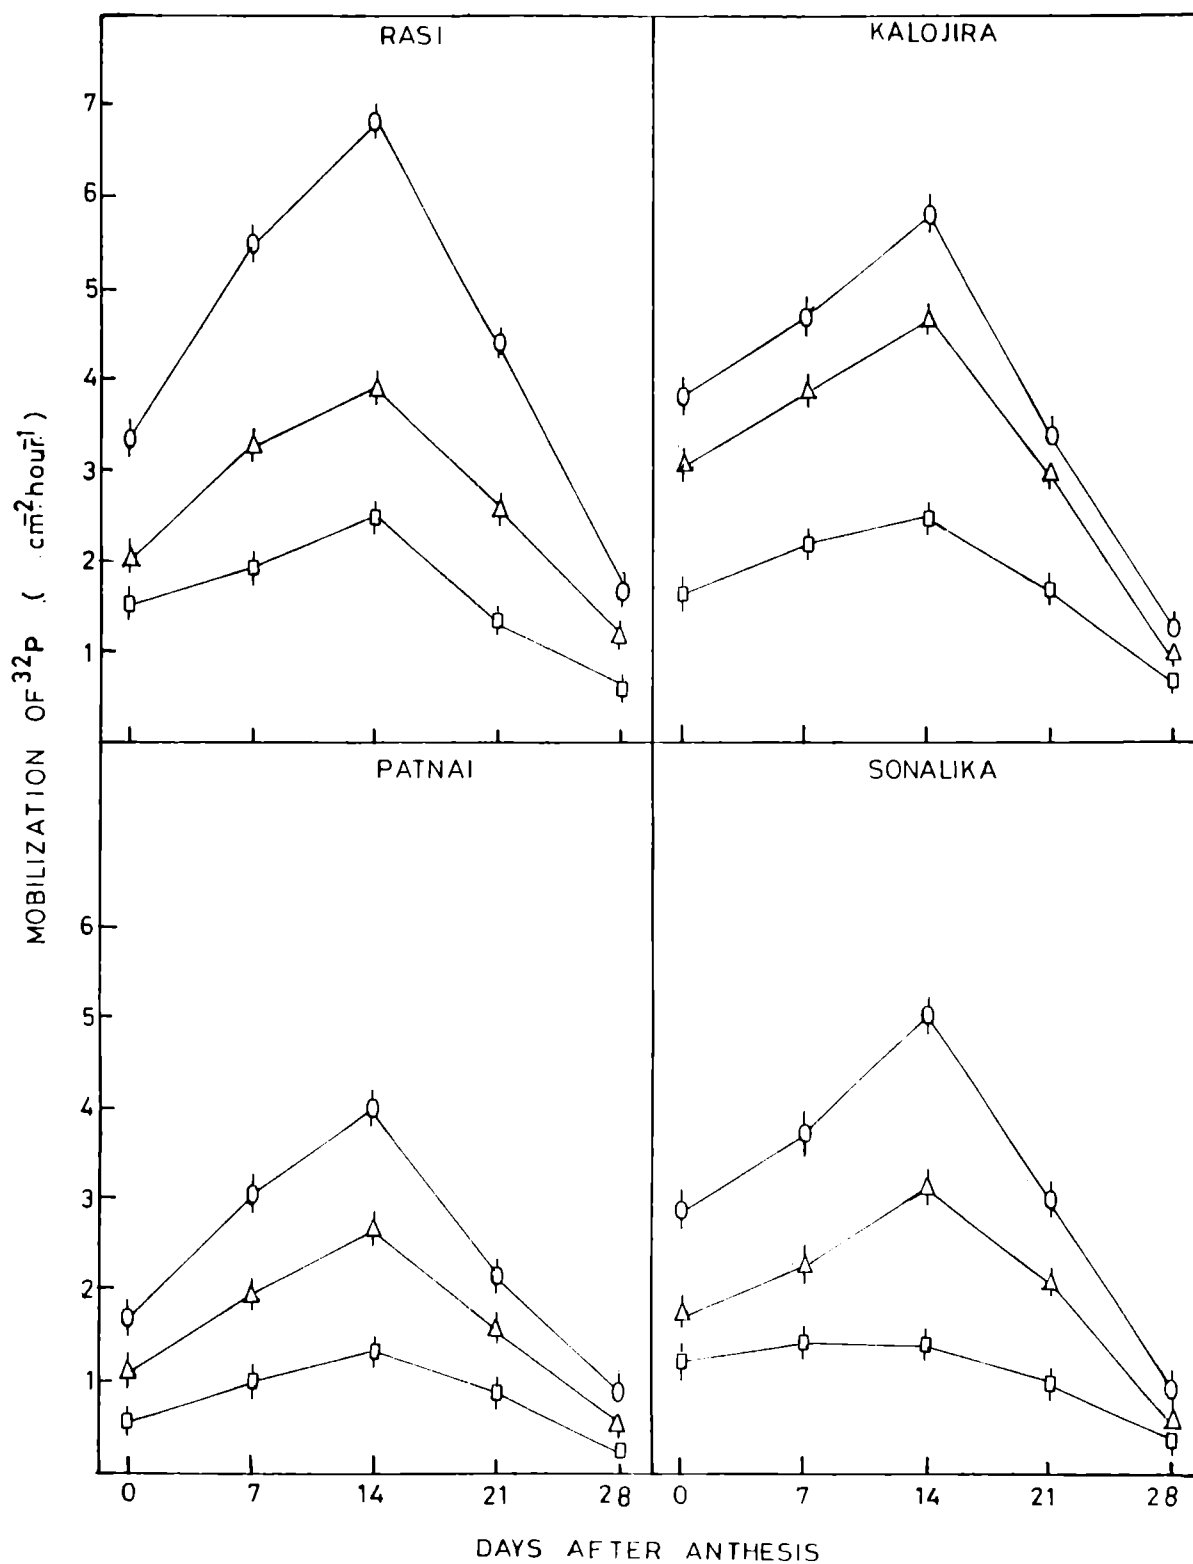 RASI
KALOJIRA
7
6
5
4
3
2
1
MOBILIZATION OF ³²P ( cm⁻² hour⁻¹)
PATNAI
SONALIKA
6
5
4
3
2
1
0 7 14 21 28
0 7 14 21 28
DAYS AFTER ANTHESIS